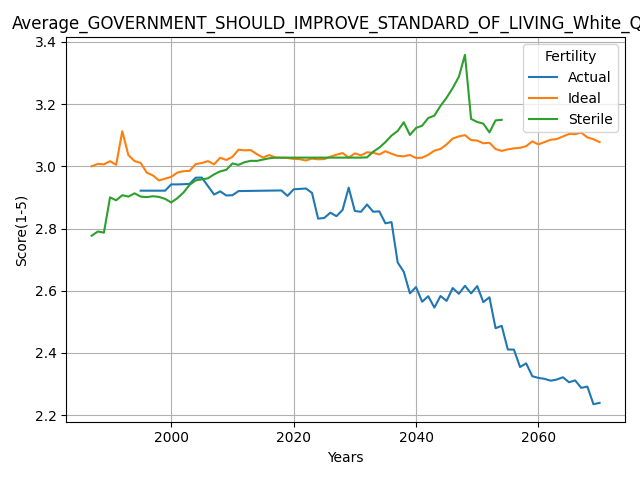 Average_GOVERNMENT_SHOULD_IMPROVE_STANDARD_OF_LIVING_White_Q
Fertility
Actual
Ideal
Sterile
Score(1-5)
3.4
3.2
3.0
2.8
2.6
2.4
2.2
2000
2020
2040
2060
Years